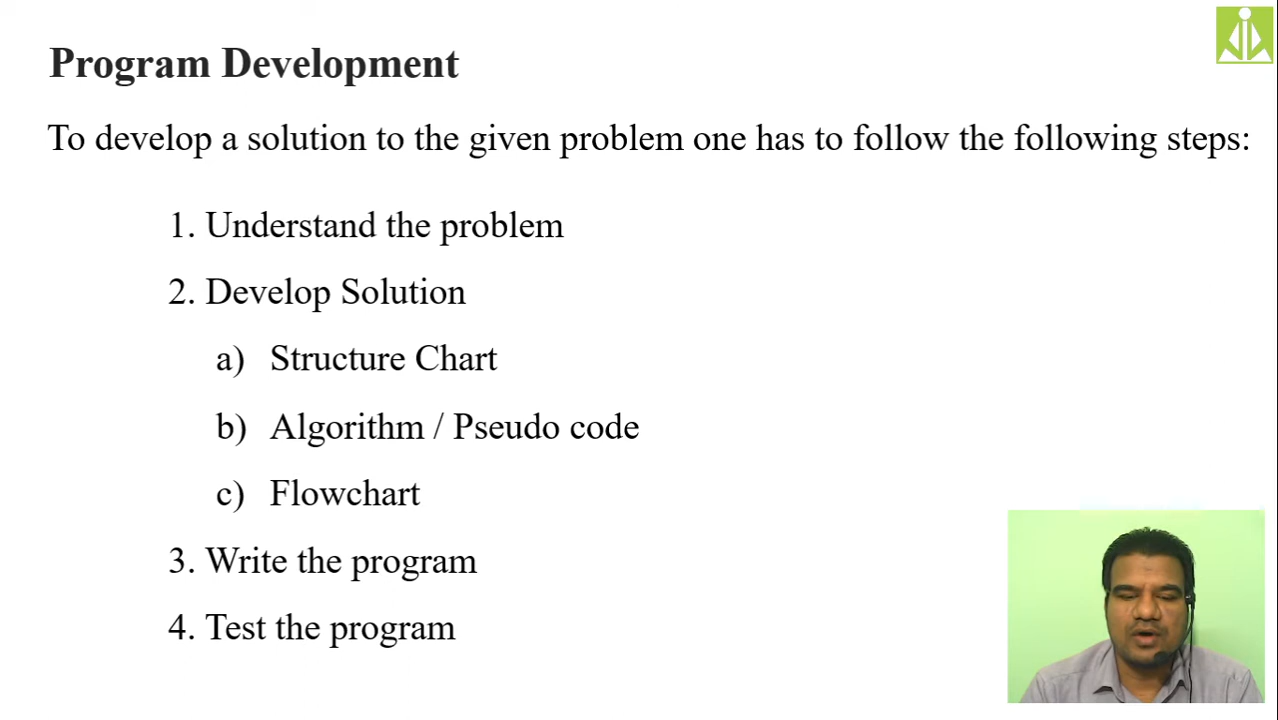 Program Development
To develop a solution to the given problem one has to follow the following steps:
1. Understand the problem
2. Develop Solution
a) Structure Chart
b) Algorithm / Pseudo code
c) Flowchart
3. Write the program
4. Test the program